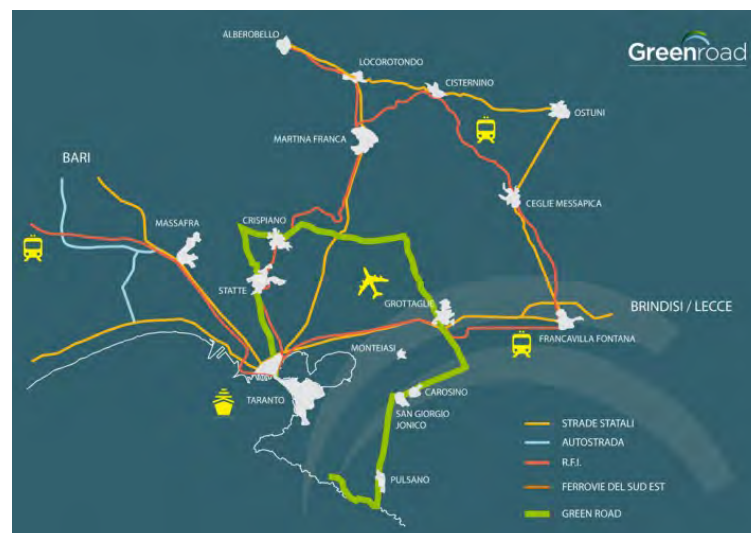 ALBEROBELLO
Greenroad
LOCOROTONDO
CISTERNINO
OSTUNI
MARTINA FRANCA
BARI
CEGLIE MESSAPICA
MASSAFRA
CRISPIANO
STATTE
GROTTAGLIE
BRINDISI / LECCE
FRANCAVILLA FONTANA
MONTEIASI
TARANTO
CAROSINO
SAN GIORGIO
JONICO
PULSANO
STRADE STATALI
AUTOSTRADA
R.F.I.
FERROVIE DEL SUD EST
GREEN ROAD